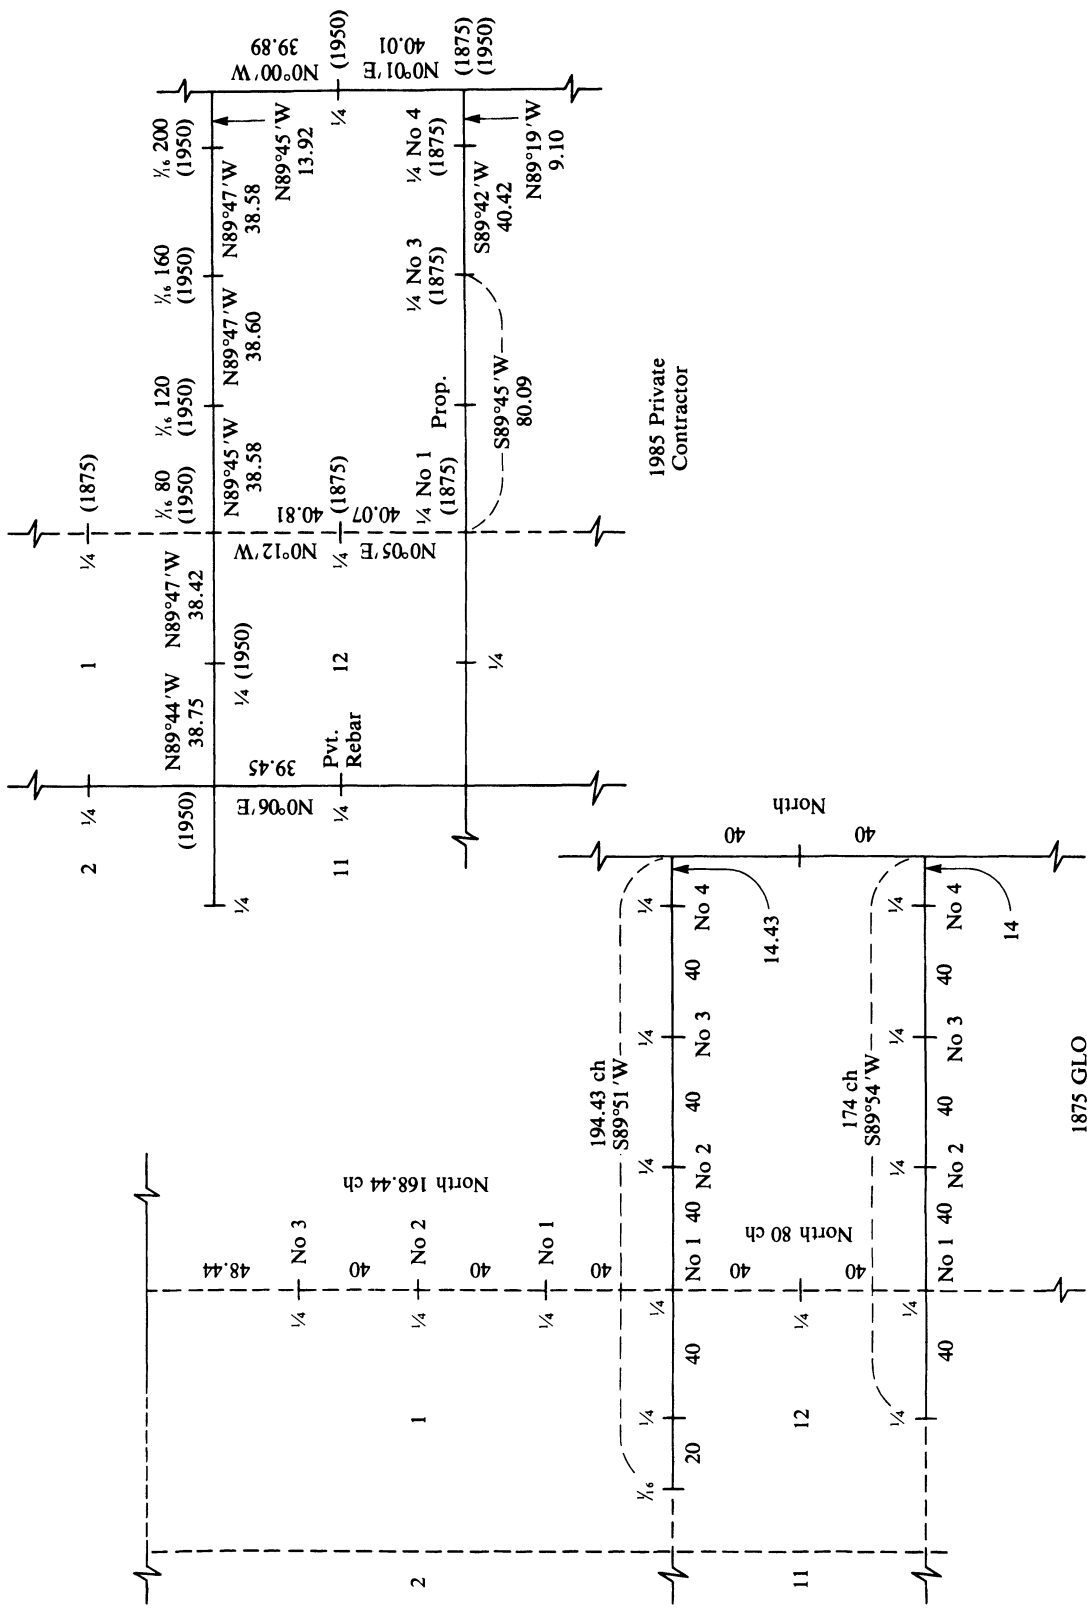 1/16 80
(1950)
1/16 120
(1950)
1/16 160
(1950)
1/16 200
(1950)
1/4
(1875)
N89°44'W
38.75
N89°47'W
38.42
N89°45'W
38.58
N89°47'W
38.60
N89°47'W
38.58
N89°45'W
13.92
2
1/4
(1950)
1/4
1
1/4 (1950)
N0°06'E
39.45
N0°12'W
40.81
N0°00'W
39.89
11
1/4
Pvt.
Rebar
12
1/4
(1875)
1/4
(1950)
N0°05'E
40.07
N0°01'E
40.01
1/4 No 1
(1875)
Prop.
1/4 No 3
(1875)
1/4 No 4
(1875)
(1875)
(1950)
1/4
S89°45'W
80.09
S89°42'W
40.42
N89°19'W
9.10
1985 Private
Contractor
North 168.44 ch
48.44
1/4
No 3
40
1/4
No 2
40
1/4
No 1
40
2
1
194.43 ch
S89°51'W
1/16
20
1/4
40
1/4
No 1
40
1/4
No 2
40
1/4
No 3
40
1/4
No 4
14.43
North
40
40
11
12
1/4
North 80 ch
40
40
174 ch
S89°54'W
1/4
40
1/4
No 1
40
1/4
No 2
40
1/4
No 3
40
1/4
No 4
14
1875 GLO